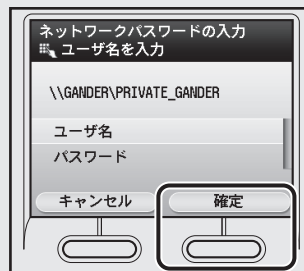 ネットワークパスワードの入力
ユーザ名を入力
\\GANDER\PRIVATE_GANDER
ユーザ名
パスワード
キャンセル
確定